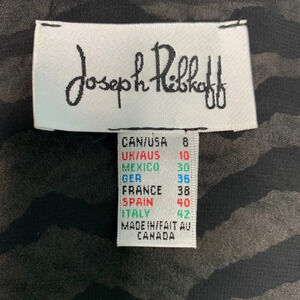 Joseph Ribkoff
CAN/USA 8
UK/AUS 10
MEXICO 30
GER 36
FRANCE 38
SPAIN 40
ITALY 42
MADE IN/FAIT AU
CANADA